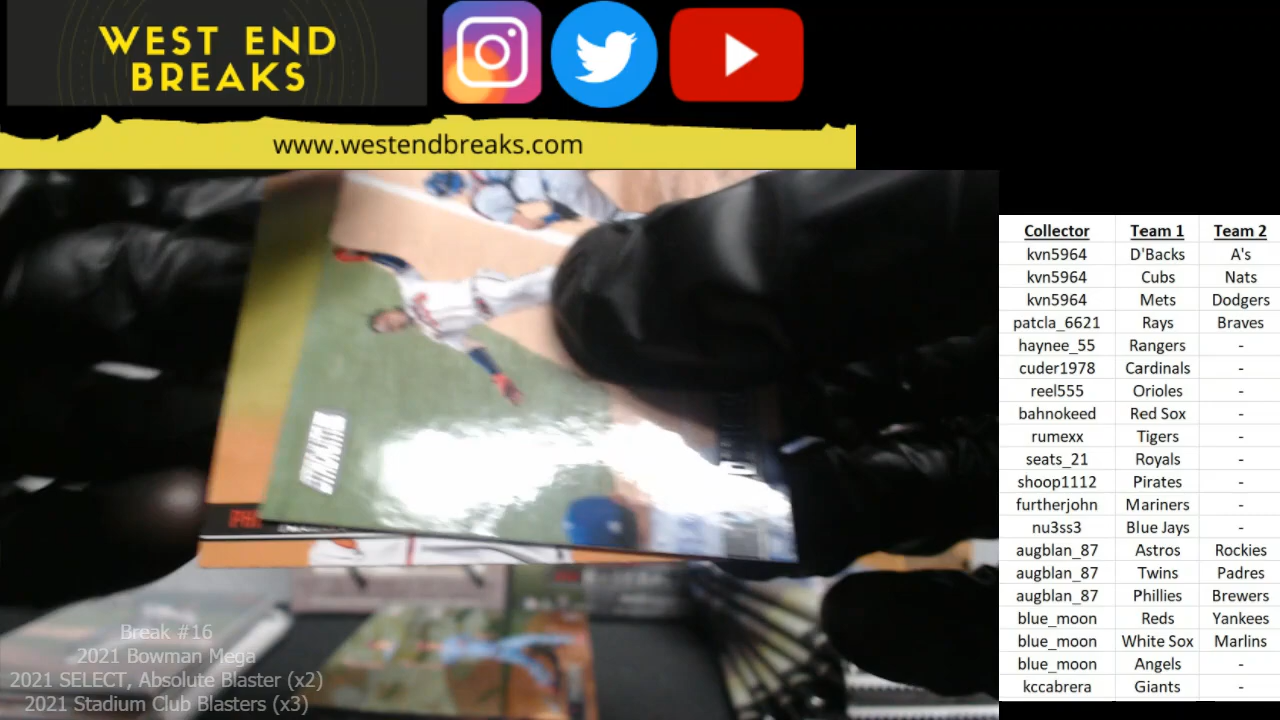 WEST END
BREAKS
www.westendbreaks.com
Collector Team 1 Team 2
kvn5964 D'Backs A's
kvn5964 Cubs Nats
kvn5964 Mets Dodgers
patcla_6621 Rays Braves
haynee_55 Rangers -
cuder1978 Cardinals -
reel555 Orioles -
bahnokeed Red Sox -
rumexx Tigers -
seats_21 Royals -
shoop1112 Pirates -
furtherjohn Mariners -
nu3ss3 Blue Jays -
augblan_87 Astros Rockies
augblan_87 Twins Padres
augblan_87 Phillies Brewers
blue_moon Reds Yankees
blue_moon White Sox Marlins
blue_moon Angels -
kccabrera Giants -
Break #16
2021 Bowman Mega
2021 SELECT, Absolute Blaster (x2)
2021 Stadium Club Blasters (x3)